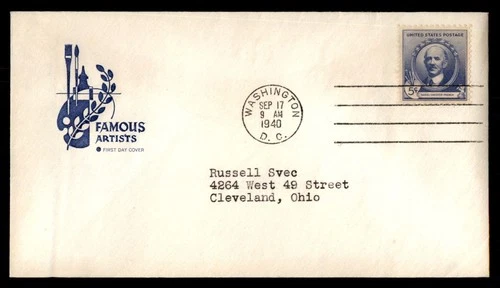 UNITED STATES POSTAGE
5¢
WASHINGTON
SEP 17
9 AM
1940
D. C.
FAMOUS
ARTISTS
FIRST DAY COVER
Russell Svec
4264 West 49 Street
Cleveland, Ohio